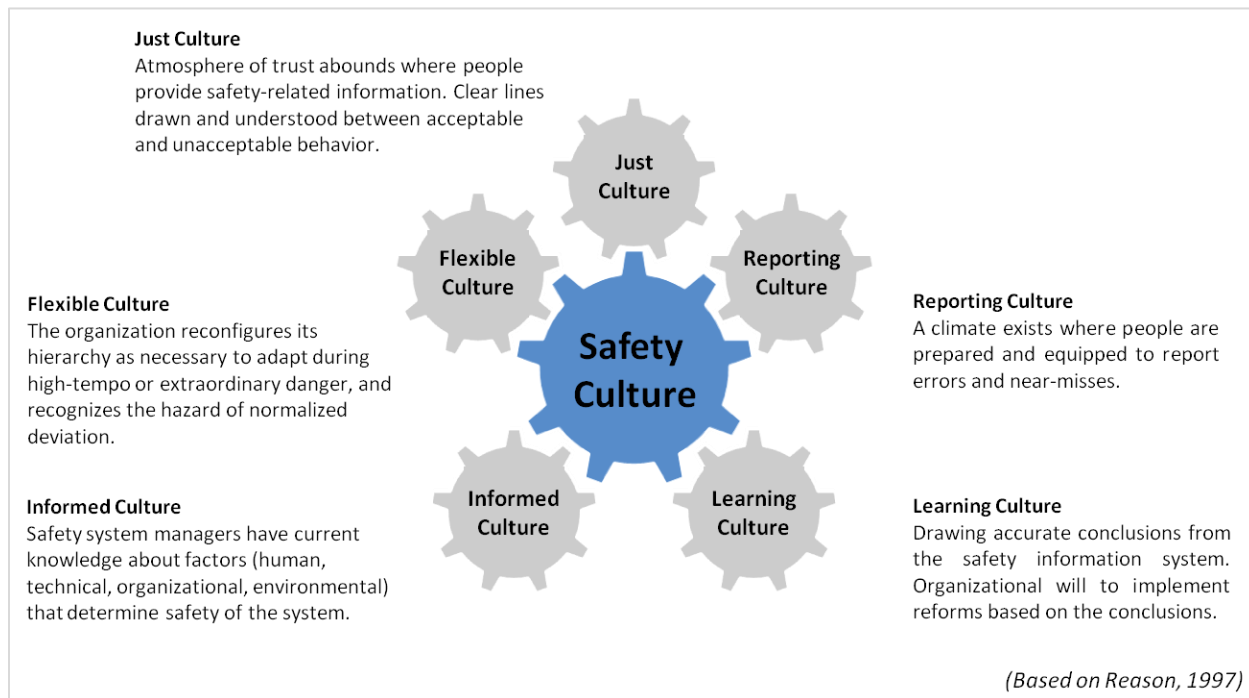 Just Culture
Atmosphere of trust abounds where people
provide safety-related information. Clear lines
drawn and understood between acceptable
and unacceptable behavior.
Just
Culture
Flexible
Culture
Reporting
Culture
Safety
Culture
Informed
Culture
Learning
Culture
Flexible Culture
The organization reconfigures its
hierarchy as necessary to adapt during
high-tempo or extraordinary danger, and
recognizes the hazard of normalized
deviation.
Reporting Culture
A climate exists where people are
prepared and equipped to report
errors and near-misses.
Informed Culture
Safety system managers have current
knowledge about factors (human,
technical, organizational, environmental)
that determine safety of the system.
Learning Culture
Drawing accurate conclusions from
the safety information system.
Organizational will to implement
reforms based on the conclusions.
(Based on Reason, 1997)